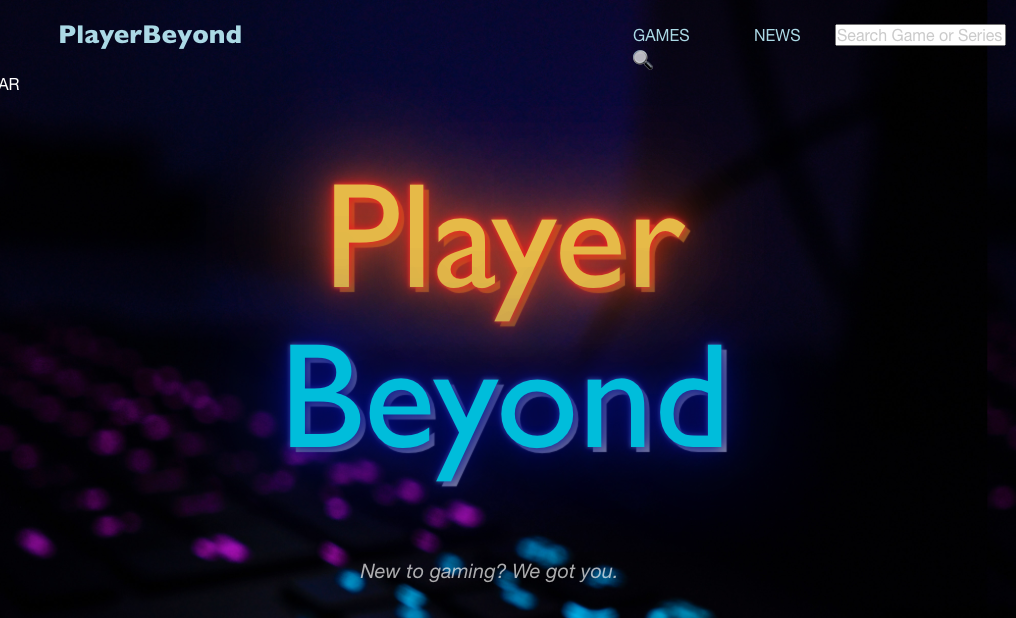 PlayerBeyond GAMES NEWS Search Game or Series
AR
Player
Beyond
New to gaming? We got you.